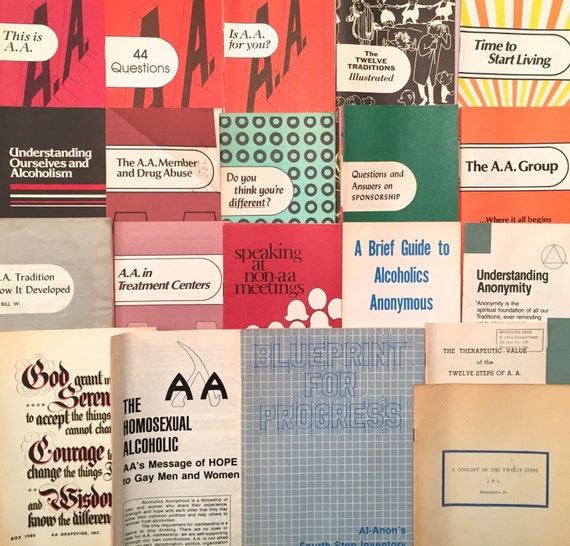 This is
A.A.
44
Questions
Is A.A.
for you?
The
TWELVE
TRADITIONS
Illustrated
Time to
Start Living
Understanding
Ourselves and
Alcoholism
The A.A. Member
and Drug Abuse
Do you
think you're
different?
Questions and
Answers on
SPONSORSHIP
The A.A. Group
...Where it all begins
A.A. Tradition
How It Developed
BILL W.
A.A. in
Treatment Centers
speaking
at
non-aa
meetings
A Brief Guide to
Alcoholics
Anonymous
Understanding
Anonymity
"Anonymity is the
spiritual foundation of all
our Traditions, ever reminding
God grant
Seren
to accept the things
cannot chan
Courage to
change the things I
and Wisdom
know the differen
BOX 1980 AA GRAPEVINE, INC.
AA
THE
HOMOSEXUAL
ALCOHOLIC
AA's Message of HOPE
to Gay Men and Women
Alcoholics Anonymous is a fellowship of
men and women who share their experience,
strength and hope with each other that they may
solve their common problem and help others to
recover from alcoholism.
The only requirement for membership is a
desire to stop drinking. There are no dues or
fees for AA membership; we are self-supporting
through our own contributions. AA is not allied
with any sect, denomination, politics, organization
BLUEPRINT
FOR
PROGRESS
Al-Anon's
Fourth Step Inventory
THE THERAPEUTIC VALUE
of the
TWELVE STEPS OF A. A.
A CONCEPT OF THE TWELVE STEPS
J. P. L.
Philadelphia, Pa.